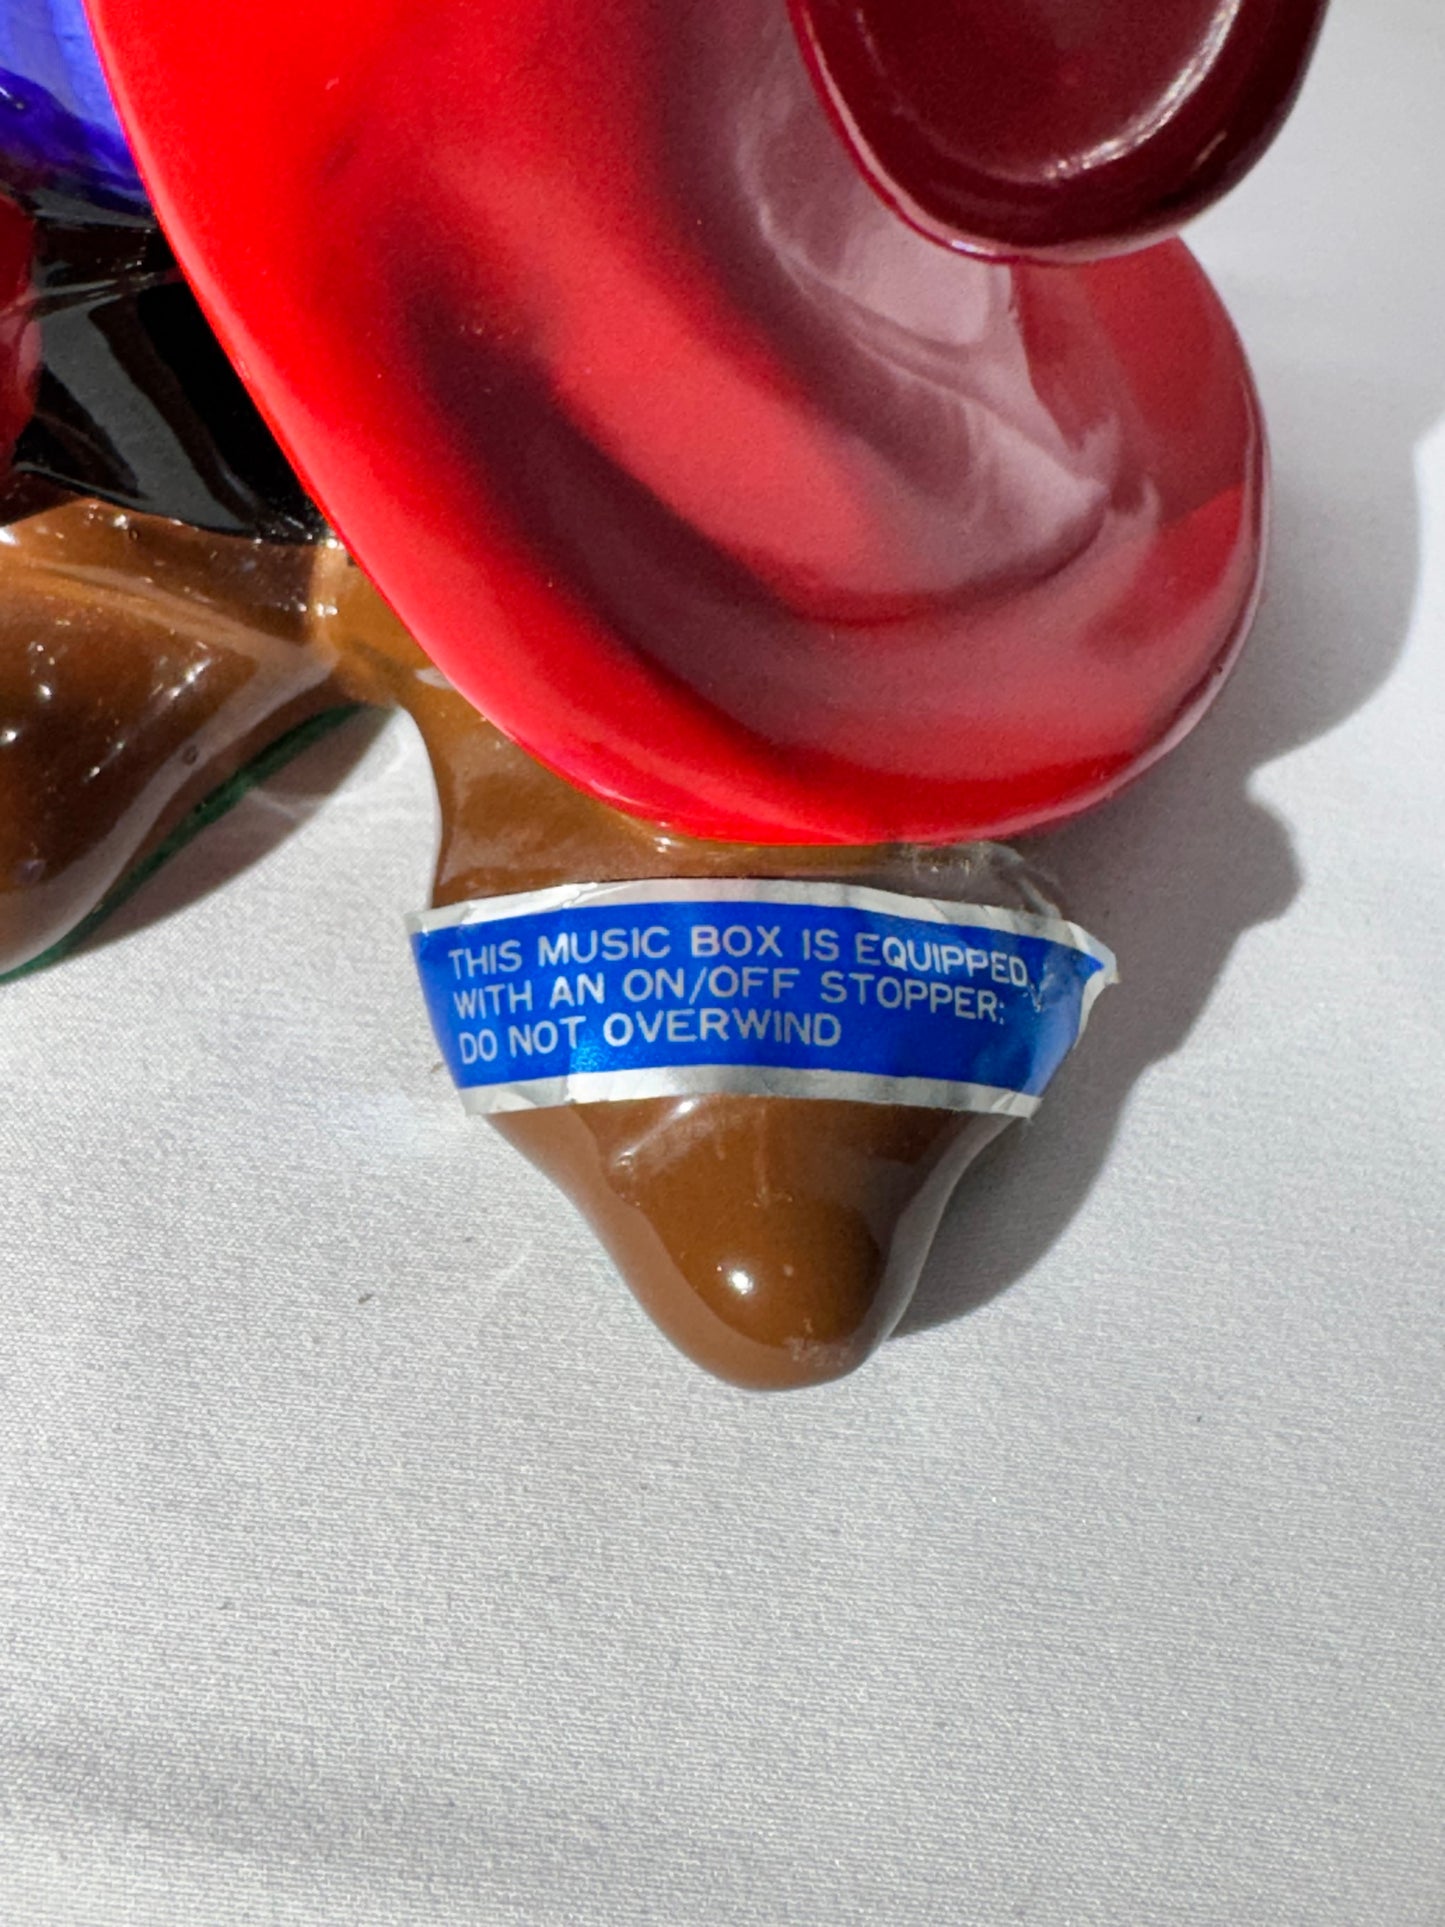 THIS MUSIC BOX IS EQUIPPED
WITH AN ON/OFF STOPPER:
DO NOT OVERWIND